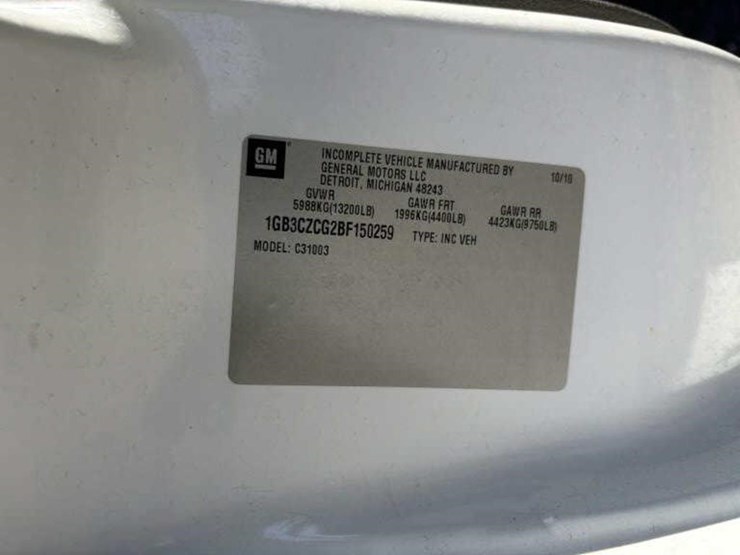 GM
INCOMPLETE VEHICLE MANUFACTURED BY
GENERAL MOTORS LLC
DETROIT, MICHIGAN 48243
10/10
GVWR
5988KG(13200LB)
GAWR FRT
1996KG(4400LB)
GAWR RR
4423KG(9750LB)
1GB3CZCG2BF150259
TYPE: INC VEH
MODEL: C31003